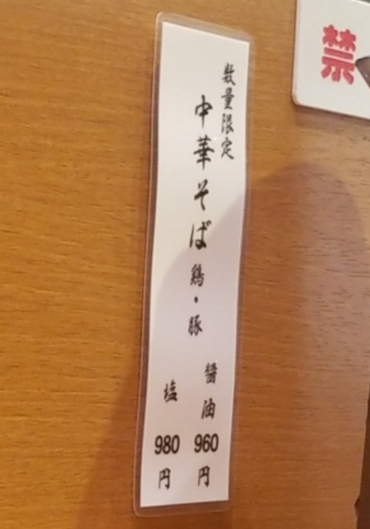 禁
数量限定
中華そば 鶏・豚
醤油 960円
塩 980円